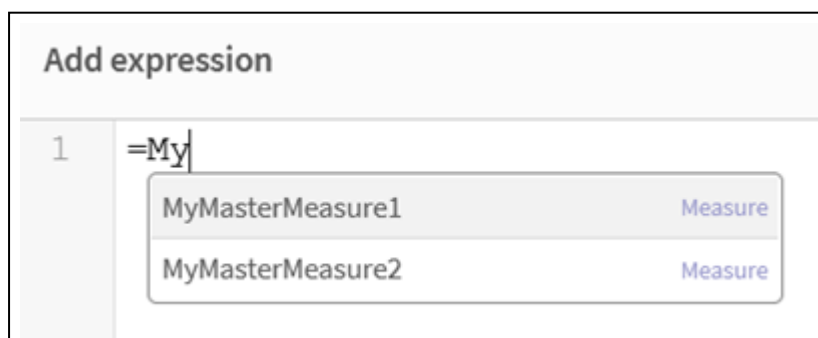 Add expression
1 =My
MyMasterMeasure1 Measure
MyMasterMeasure2 Measure